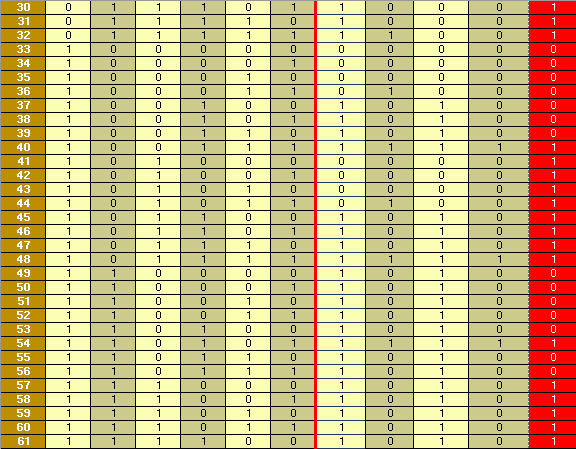 30 0 1 1 1 0 1 1 0 0 0 1
31 0 1 1 1 1 0 1 0 0 0 1
32 0 1 1 1 1 1 1 1 0 0 1
33 1 0 0 0 0 0 0 0 0 0 0
34 1 0 0 0 0 1 0 0 0 0 0
35 1 0 0 0 1 0 0 0 0 0 0
36 1 0 0 0 1 1 0 1 0 0 0
37 1 0 0 1 0 0 1 0 1 0 0
38 1 0 0 1 0 1 1 0 1 0 0
39 1 0 0 1 1 0 1 0 1 0 0
40 1 0 0 1 1 1 1 1 1 1 1
41 1 0 1 0 0 0 0 0 0 0 1
42 1 0 1 0 0 1 0 0 0 0 1
43 1 0 1 0 1 0 0 0 0 0 1
44 1 0 1 0 1 1 0 1 0 0 1
45 1 0 1 1 0 0 1 0 1 0 1
46 1 0 1 1 0 1 1 0 1 0 1
47 1 0 1 1 1 0 1 0 1 0 1
48 1 0 1 1 1 1 1 1 1 1 1
49 1 1 0 0 0 0 1 0 1 0 0
50 1 1 0 0 0 1 1 0 1 0 0
51 1 1 0 0 1 0 1 0 1 0 0
52 1 1 0 0 1 1 1 0 1 0 0
53 1 1 0 1 0 0 1 0 1 0 0
54 1 1 0 1 0 1 1 1 1 1 1
55 1 1 0 1 1 0 1 0 1 0 0
56 1 1 0 1 1 1 1 0 1 0 0
57 1 1 1 0 0 0 1 0 1 0 1
58 1 1 1 0 0 1 1 0 1 0 1
59 1 1 1 0 1 0 1 0 1 0 1
60 1 1 1 0 1 1 1 0 1 0 1
61 1 1 1 1 0 0 1 0 1 0 1